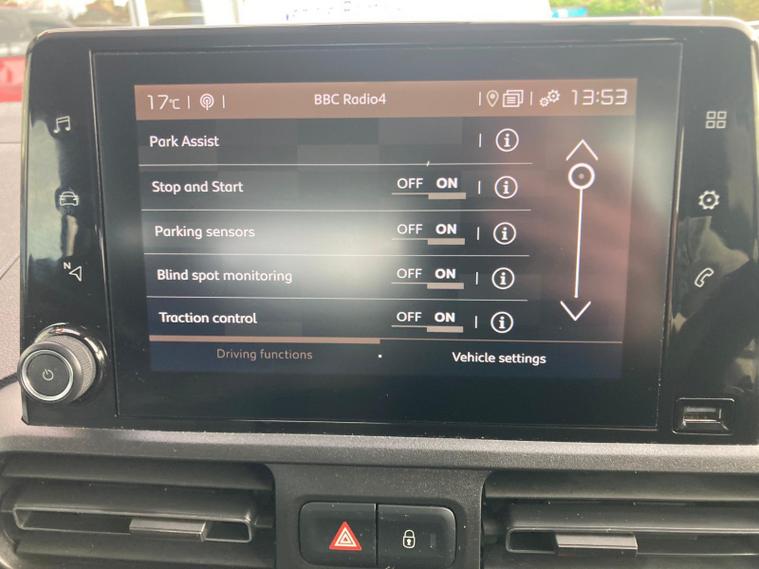 17°C BBC Radio4 13:53
Park Assist
Stop and Start OFF ON
Parking sensors OFF ON
Blind spot monitoring OFF ON
Traction control OFF ON
Driving functions Vehicle settings
N